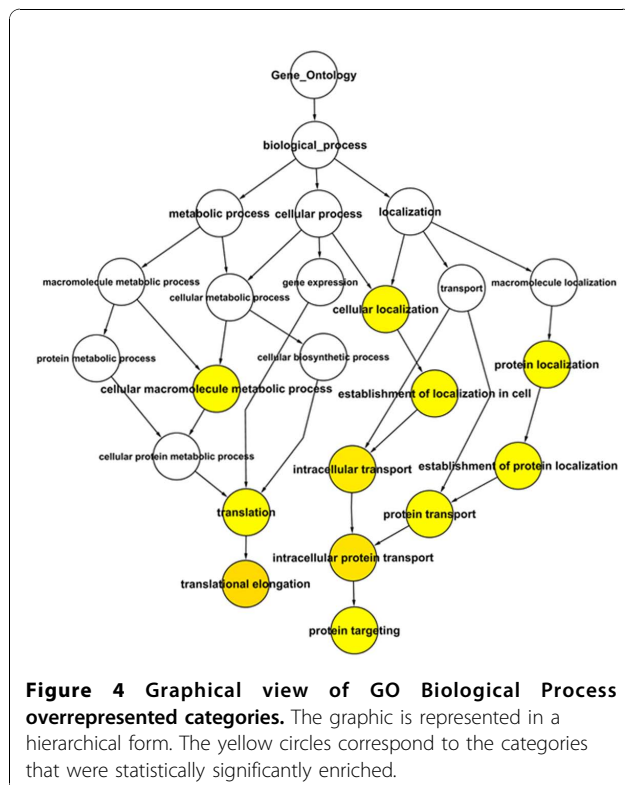 Gene_Ontology
biological_process
metabolic process
cellular process
localization
macromolecule metabolic process
cellular metabolic process
gene expression
transport
macromolecule localization
cellular localization
protein metabolic process
cellular biosynthetic process
protein localization
cellular macromolecule metabolic process
establishment of localization in cell
cellular protein metabolic process
intracellular transport
establishment of protein localization
translation
protein transport
intracellular protein transport
translational elongation
protein targeting
Figure 4 Graphical view of GO Biological Process
overrepresented categories. The graphic is represented in a
hierarchical form. The yellow circles correspond to the categories
that were statistically significantly enriched.